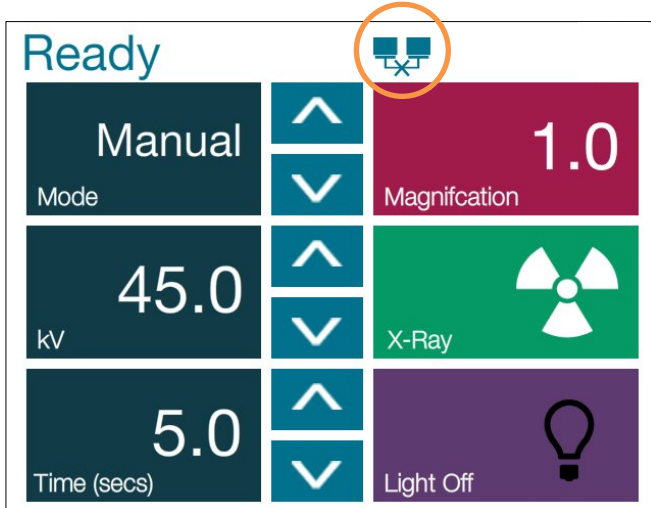 Ready
Manual
Mode
1.0
Magnifcation
45.0
kV
X-Ray
5.0
Time (secs)
Light Off